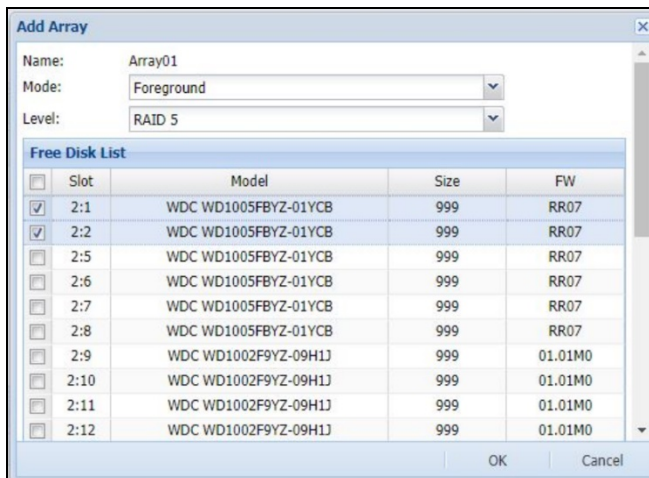 Add Array
Name: Array01
Mode: Foreground
Level: RAID 5
Free Disk List
Slot Model Size FW
2:1 WDC WD1005FBYZ-01YCB 999 RR07
2:2 WDC WD1005FBYZ-01YCB 999 RR07
2:5 WDC WD1005FBYZ-01YCB 999 RR07
2:6 WDC WD1005FBYZ-01YCB 999 RR07
2:7 WDC WD1005FBYZ-01YCB 999 RR07
2:8 WDC WD1005FBYZ-01YCB 999 RR07
2:9 WDC WD1002F9YZ-09H1J 999 01.01M0
2:10 WDC WD1002F9YZ-09H1J 999 01.01M0
2:11 WDC WD1002F9YZ-09H1J 999 01.01M0
2:12 WDC WD1002F9YZ-09H1J 999 01.01M0
OK Cancel